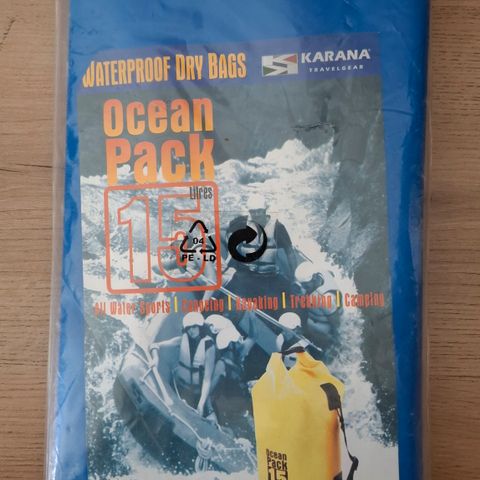 WATERPROOF DRY BAGS
KARANA®
TRAVELGEAR
Ocean
Pack
Litres
15
04
PE-LD
All Water Sports | Canoeing | Kayaking | Trekking | Camping
Ocean
Pack
15